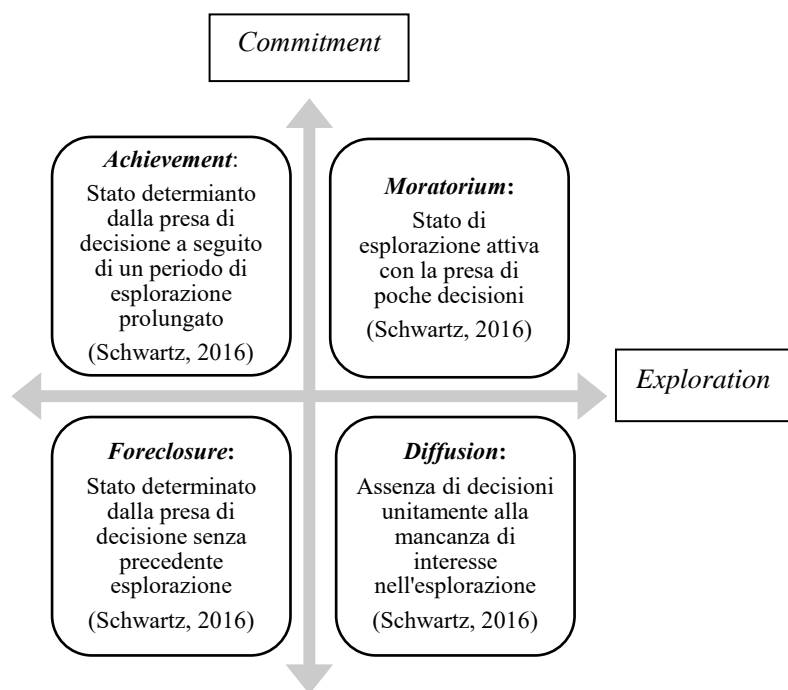 Commitment
Achievement:
Stato determianto
dalla presa di
decisione a seguito
di un periodo di
esplorazione
prolungato
(Schwartz, 2016)
Moratorium:
Stato di
esplorazione attiva
con la presa di
poche decisioni
(Schwartz, 2016)
Exploration
Foreclosure:
Stato determinato
dalla presa di
decisione senza
precedente
esplorazione
(Schwartz, 2016)
Diffusion:
Assenza di decisioni
unitamente alla
mancanza di
interesse
nell'esplorazione
(Schwartz, 2016)